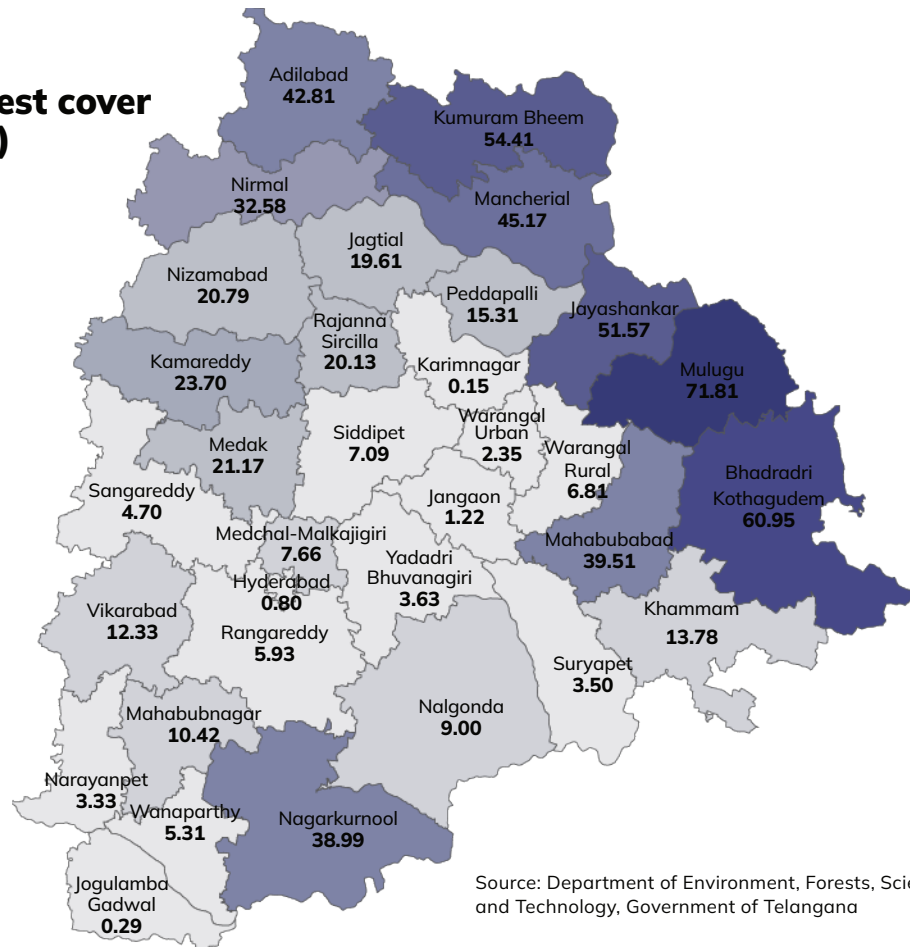 est cover
)
Adilabad
42.81
Kumuram Bheem
54.41
Nirmal
32.58
Mancherial
45.17
Jagtial
19.61
Nizamabad
20.79
Peddapalli
15.31
Jayashankar
51.57
Rajanna
Sircilla
20.13
Kamareddy
23.70
Karimnagar
0.15
Mulugu
71.81
Siddipet
7.09
Warangal
Urban
2.35
Warangal
Rural
6.81
Medak
21.17
Bhadradri
Kothagudem
60.95
Sangareddy
4.70
Jangaon
1.22
Medchal-Malkajigiri
7.66
Mahabubabad
39.51
Yadadri
Bhuvanagiri
3.63
Hyderabad
0.80
Vikarabad
12.33
Khammam
13.78
Rangareddy
5.93
Suryapet
3.50
Nalgonda
9.00
Mahabubnagar
10.42
Narayanpet
3.33
Wanaparthy
5.31
Nagarkurnool
38.99
Jogulamba
Gadwal
0.29
Source: Department of Environment, Forests, Scie
and Technology, Government of Telangana